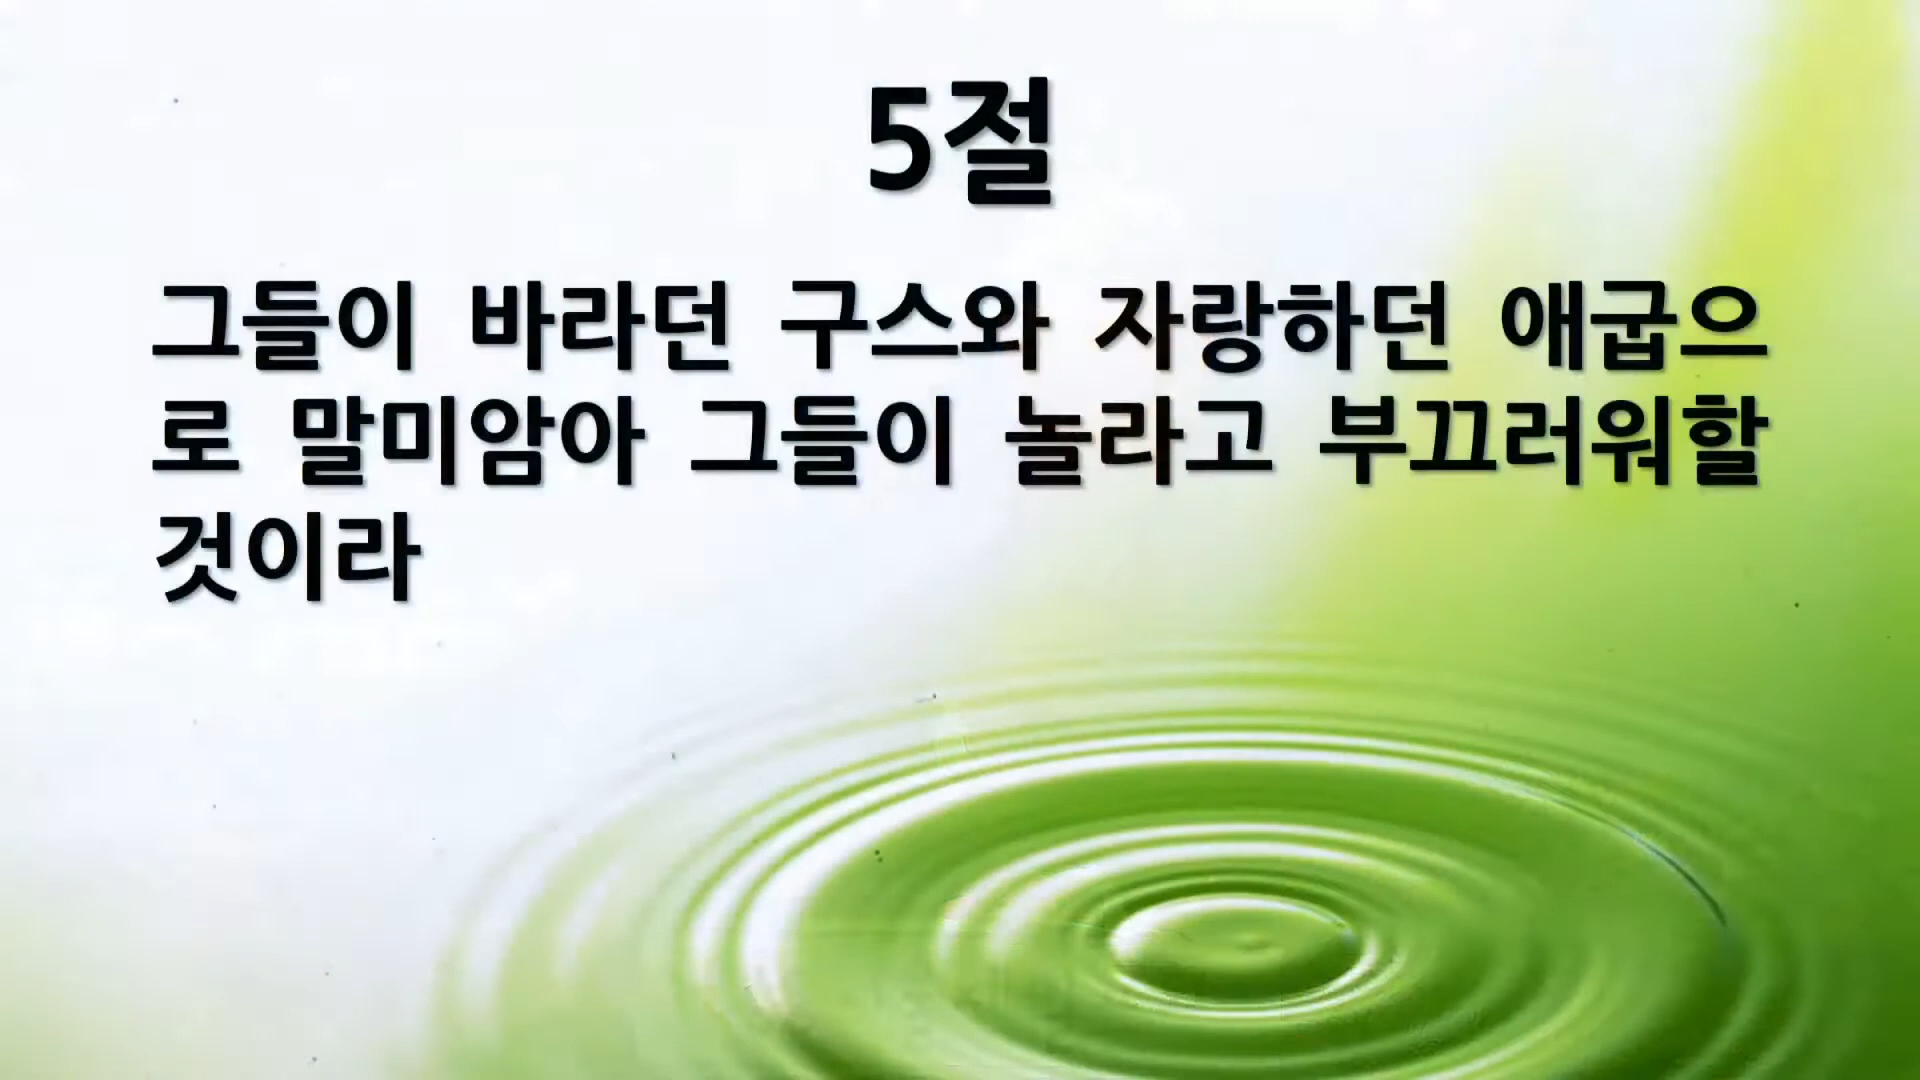 5절
그들이 바라던 구스와 자랑하던 애굽으
로 말미암아 그들이 놀라고 부끄러워할
것이라